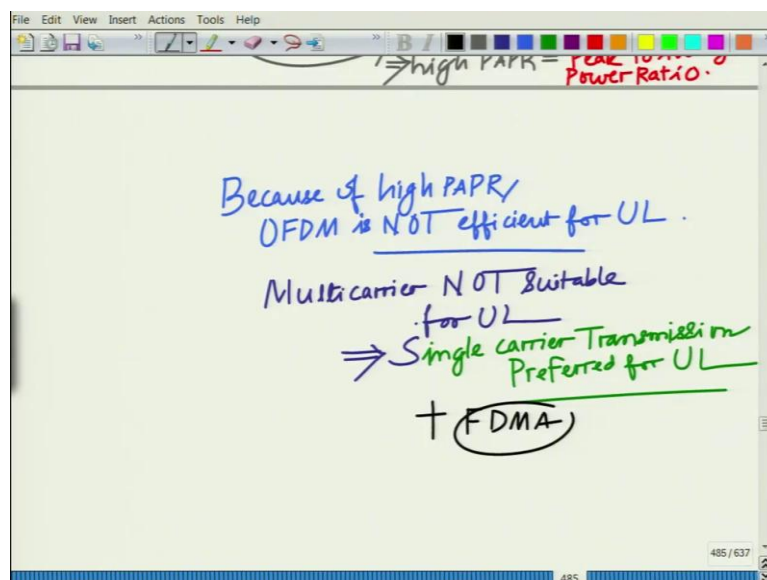 File Edit View Insert Actions Tools Help
B I
⇒high PAPR =
Power Ratio.
Because of high PAPR,
OFDM is NOT efficient for UL.
Multicarrier NOT Suitable
for UL
⇒ Single carrier Transmission
Preferred for UL
+ FDMA
485/637
485